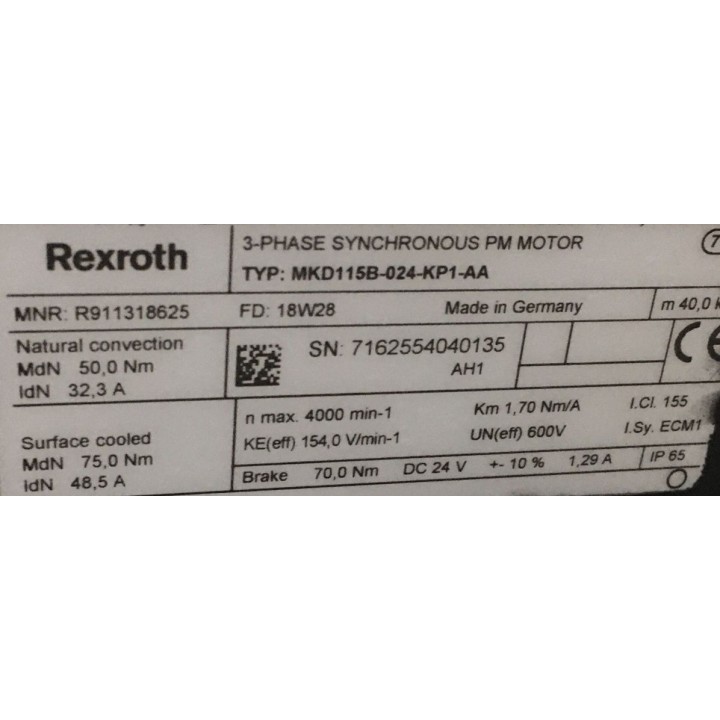 Rexroth
3-PHASE SYNCHRONOUS PM MOTOR
TYP: MKD115B-024-KP1-AA
MNR: R911318625
FD: 18W28
Made in Germany
m 40,0
Natural convection
MdN 50,0 Nm
IdN 32,3 A
SN: 7162554040135
AH1
CE
Surface cooled
MdN 75,0 Nm
IdN 48,5 A
n max. 4000 min-1
Km 1,70 Nm/A
I.Cl. 155
KE(eff) 154,0 V/min-1
UN(eff) 600V
I.Sy. ECM1
Brake 70,0 Nm DC 24 V +- 10 % 1,29 A
IP 65